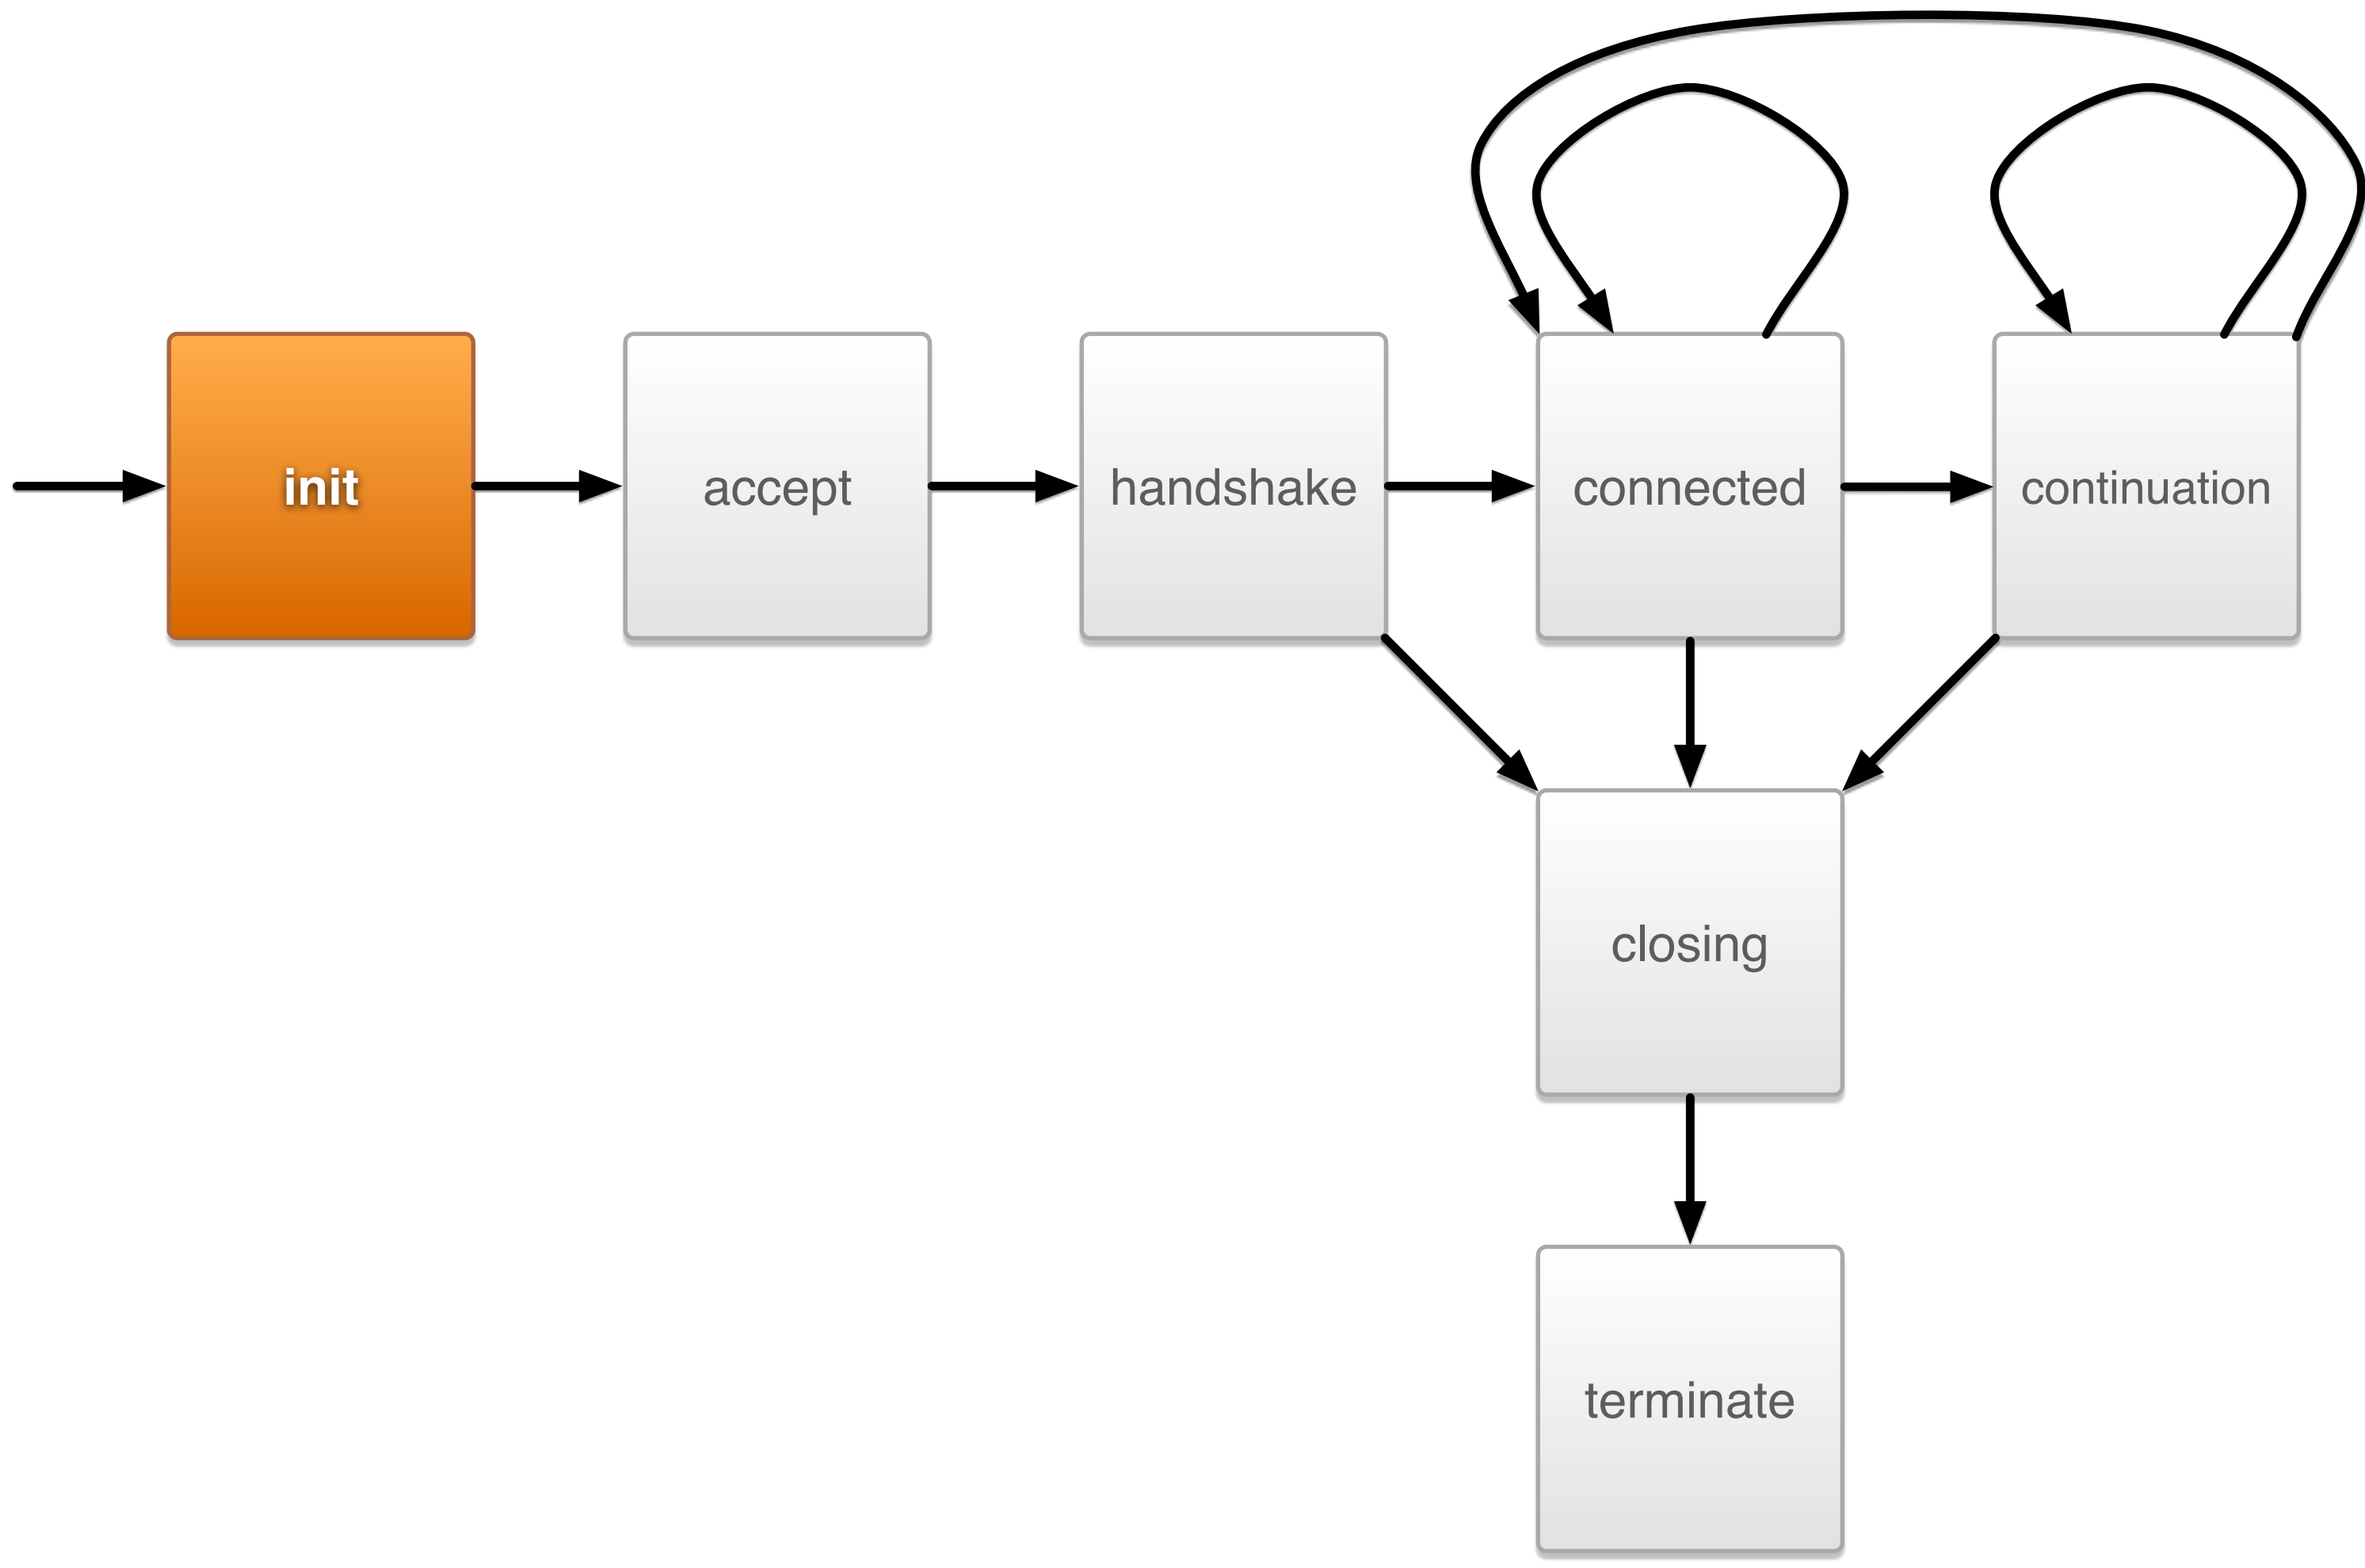 init
accept
handshake
connected
continuation
closing
terminate